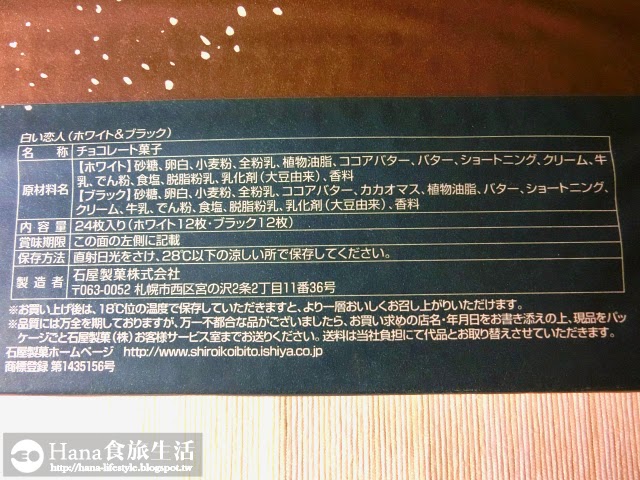 白い恋人(ホワイト&ブラック)
名 称 チョコレート菓子
原材料名 【ホワイト】砂糖、卵白、小麦粉、全粉乳、植物油脂、ココアバター、バター、ショートニング、クリーム、牛
乳、でん粉、食塩、脱脂粉乳、乳化剤(大豆由来)、香料
【ブラック】砂糖、卵白、小麦粉、全粉乳、ココアバター、カカオマス、植物油脂、バター、ショートニング、
クリーム、牛乳、でん粉、食塩、脱脂粉乳、乳化剤(大豆由来)、香料
内 容 量 24枚入り(ホワイト12枚・ブラック12枚)
賞味期限 この面の左側に記載
保存方法 直射日光をさけ、28℃以下の涼しい所で保存してください。
製 造 者 石屋製菓株式会社
〒063-0052 札幌市西区宮の沢2条2丁目11番36号
※お買い上げ後は、18℃位の温度で保存していただきますと、より一層おいしくお召し上がりいただけます。
※品質には万全を期しておりますが、万一不都合な品がございましたら、お買い求めの店名・年月日をお書き添えの上、現品をパッ
ケージごと石屋製菓(株)お客様サービス室までお送りください。送料は当社負担にて代品とお取り替えさせていただきます。
石屋製菓ホームページ http://www.shiroikoibito.ishiya.co.jp
商標登録 第1435156号
Hana食旅生活
http://hana-lifestyle.blogspot.tw